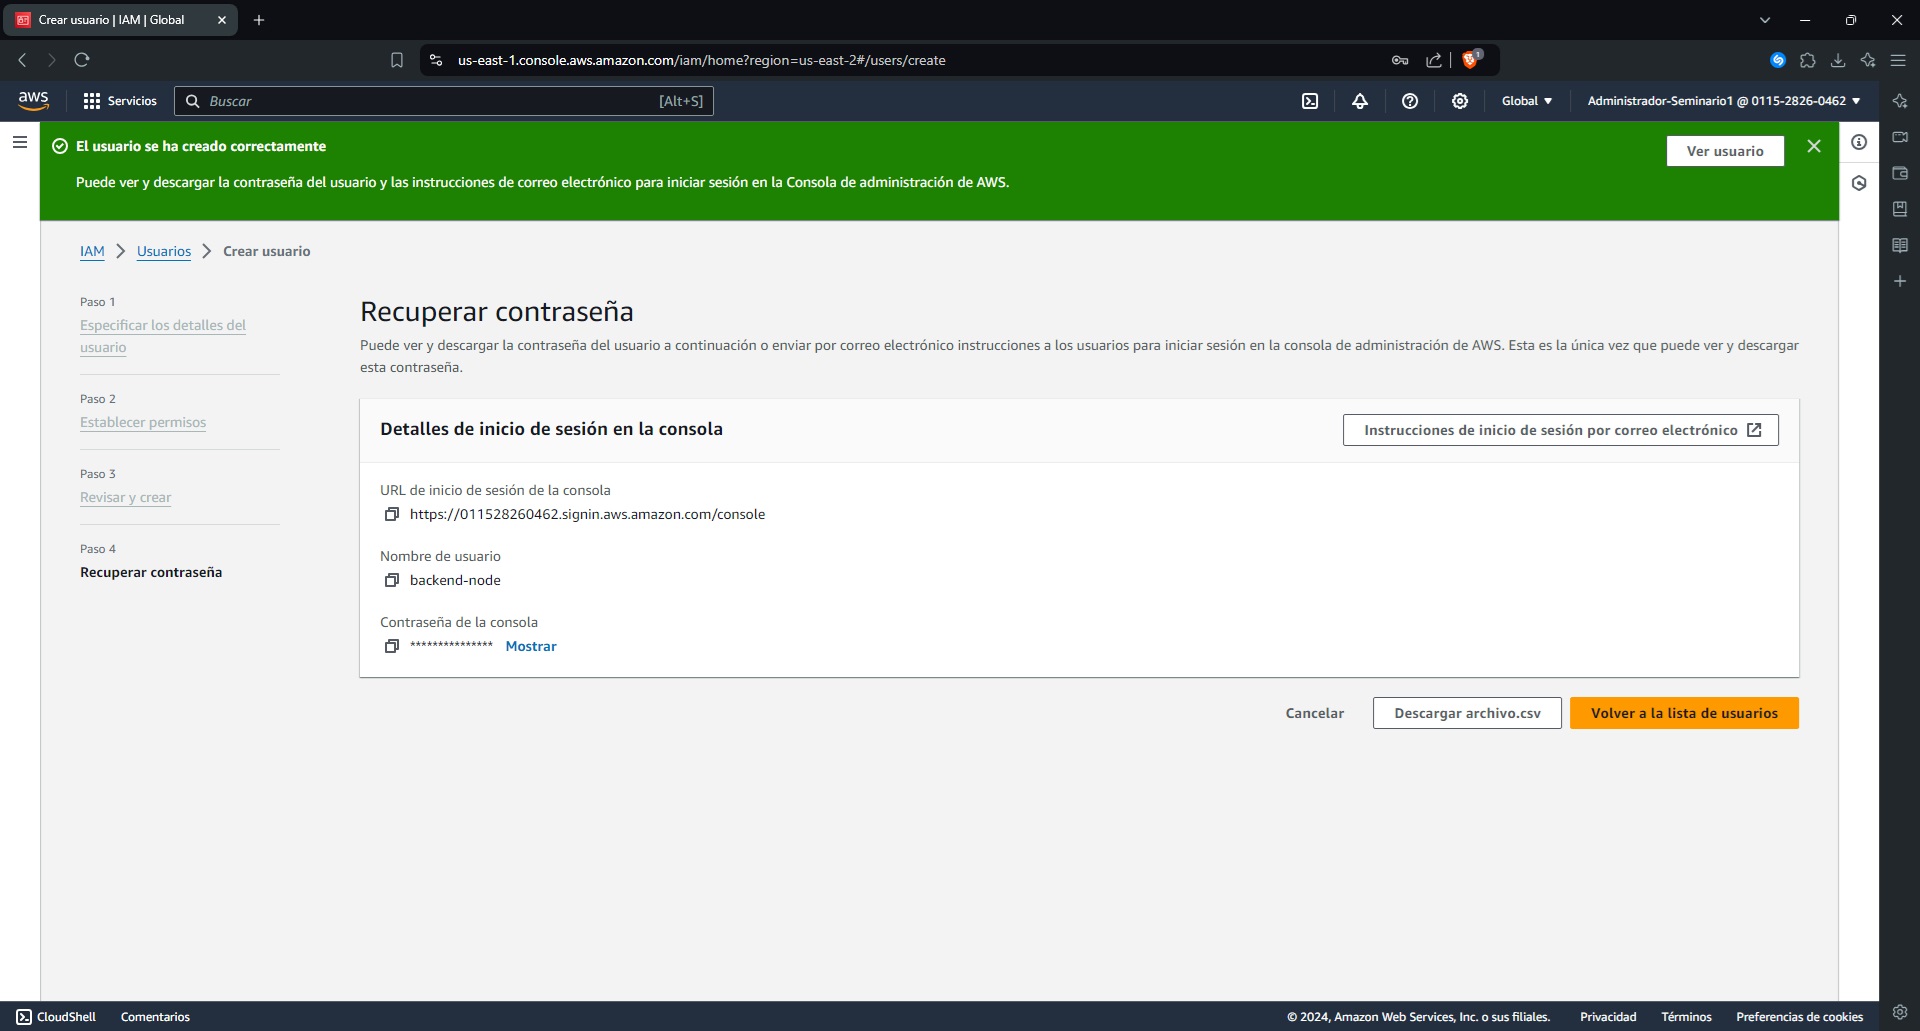 Crear usuario | IAM | Global
us-east-1.console.aws.amazon.com/iam/home?region=us-east-2#/users/create
1
aws
Servicios
Buscar
[Alt+S]
Global
Administrador-Seminario1 @ 0115-2826-0462
El usuario se ha creado correctamente
Puede ver y descargar la contraseña del usuario y las instrucciones de correo electrónico para iniciar sesión en la Consola de administración de AWS.
Ver usuario
IAM
Usuarios
Crear usuario
Paso 1
Especificar los detalles del
usuario
Paso 2
Establecer permisos
Paso 3
Revisar y crear
Paso 4
Recuperar contraseña
Recuperar contraseña
Puede ver y descargar la contraseña del usuario a continuación o enviar por correo electrónico instrucciones a los usuarios para iniciar sesión en la consola de administración de AWS. Esta es la única vez que puede ver y descargar
esta contraseña.
Detalles de inicio de sesión en la consola
Instrucciones de inicio de sesión por correo electrónico
URL de inicio de sesión de la consola
https://011528260462.signin.aws.amazon.com/console
Nombre de usuario
backend-node
Contraseña de la consola
*************** Mostrar
Cancelar
Descargar archivo.csv
Volver a la lista de usuarios
CloudShell
Comentarios
© 2024, Amazon Web Services, Inc. o sus filiales.
Privacidad
Términos
Preferencias de cookies